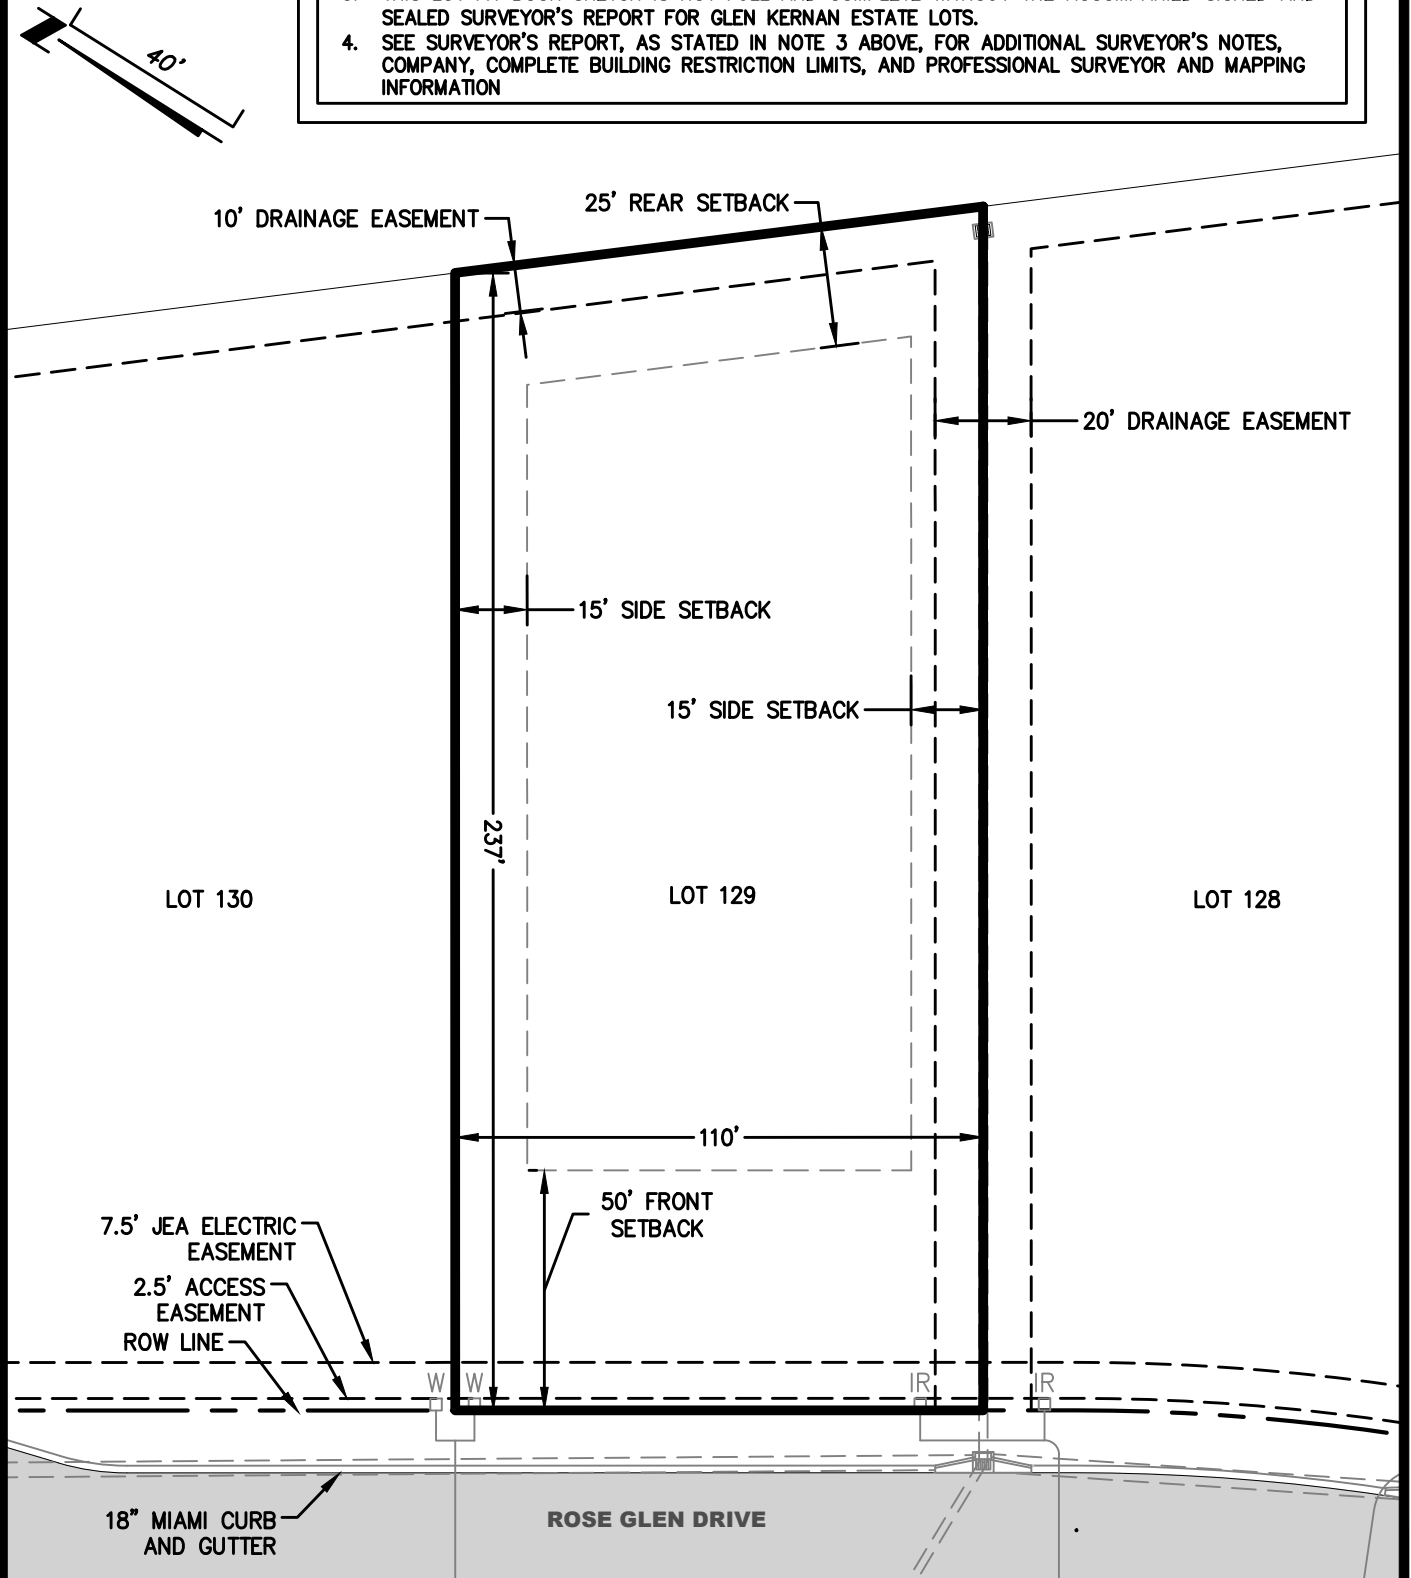 SEALED SURVEYOR'S REPORT FOR GLEN KERNAN ESTATE LOTS.
4. SEE SURVEYOR'S REPORT, AS STATED IN NOTE 3 ABOVE, FOR ADDITIONAL SURVEYOR'S NOTES,
COMPANY, COMPLETE BUILDING RESTRICTION LIMITS, AND PROFESSIONAL SURVEYOR AND MAPPING
INFORMATION
40'
25' REAR SETBACK
10' DRAINAGE EASEMENT
20' DRAINAGE EASEMENT
15' SIDE SETBACK
15' SIDE SETBACK
237'
LOT 130
LOT 129
LOT 128
110'
50' FRONT
SETBACK
7.5' JEA ELECTRIC
EASEMENT
2.5' ACCESS
EASEMENT
ROW LINE
W
W
IR
IR
18" MIAMI CURB
AND GUTTER
ROSE GLEN DRIVE